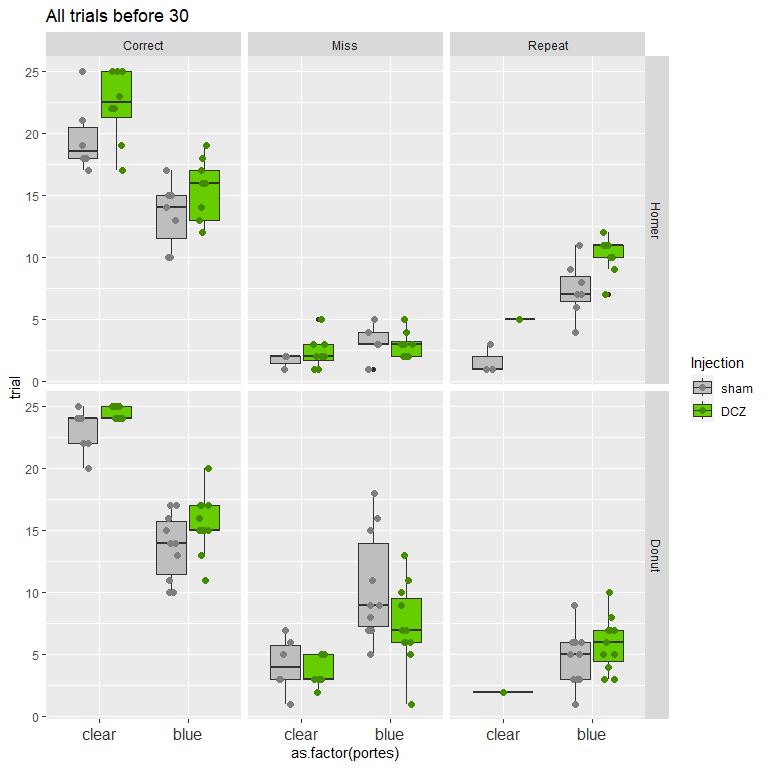 All trials before 30
Correct
Miss
Repeat
25
20
15
10
5
0
Homer
25
20
15
10
5
0
Donut
trial
clear
blue
clear
blue
clear
blue
as.factor(portes)
Injection
sham
DCZ